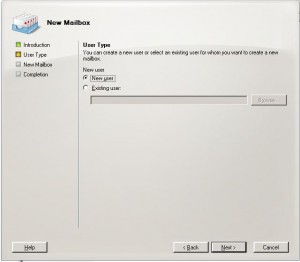 New Mailbox
Introduction
User Type
New Mailbox
Completion
User Type
You can create a new user or select an existing user for whom you want to create a new
mailbox.
New user
New user
Existing user:
Browse...
Help
< Back
Next >
Cancel